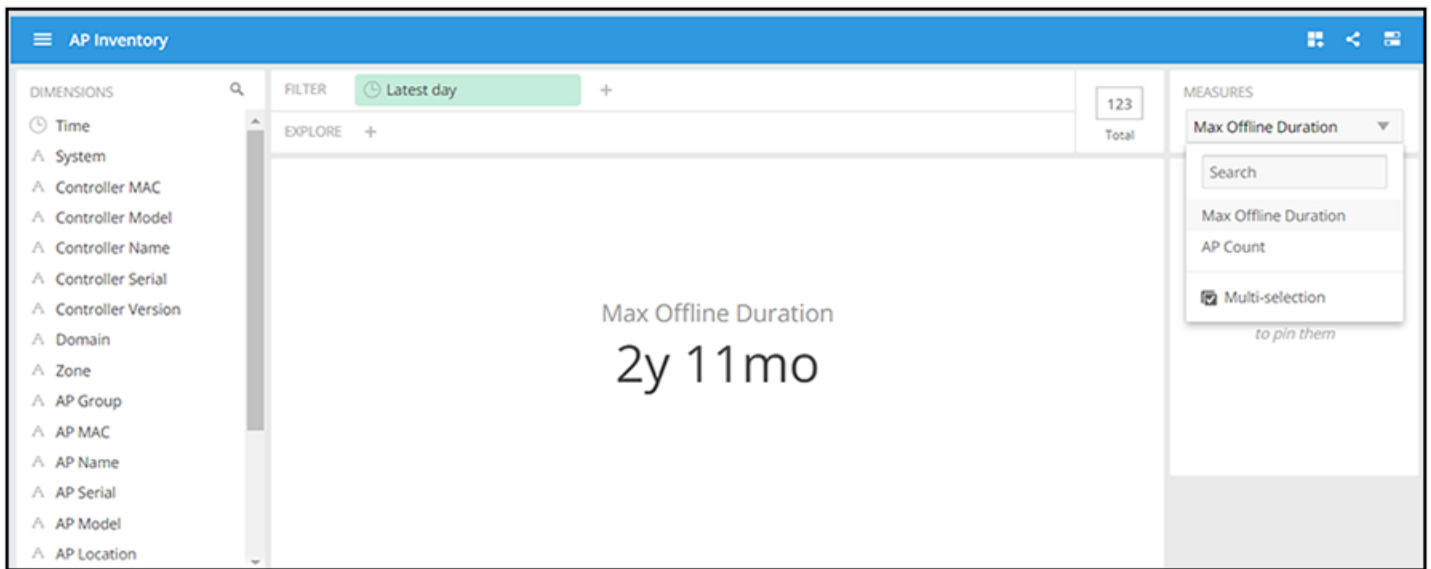 AP Inventory
DIMENSIONS
Time
System
Controller MAC
Controller Model
Controller Name
Controller Serial
Controller Version
Domain
Zone
AP Group
AP MAC
AP Name
AP Serial
AP Model
AP Location
FILTER Latest day +
EXPLORE +
123
Total
Max Offline Duration
2y 11mo
MEASURES
Max Offline Duration
Search
Max Offline Duration
AP Count
Multi-selection
to pin them